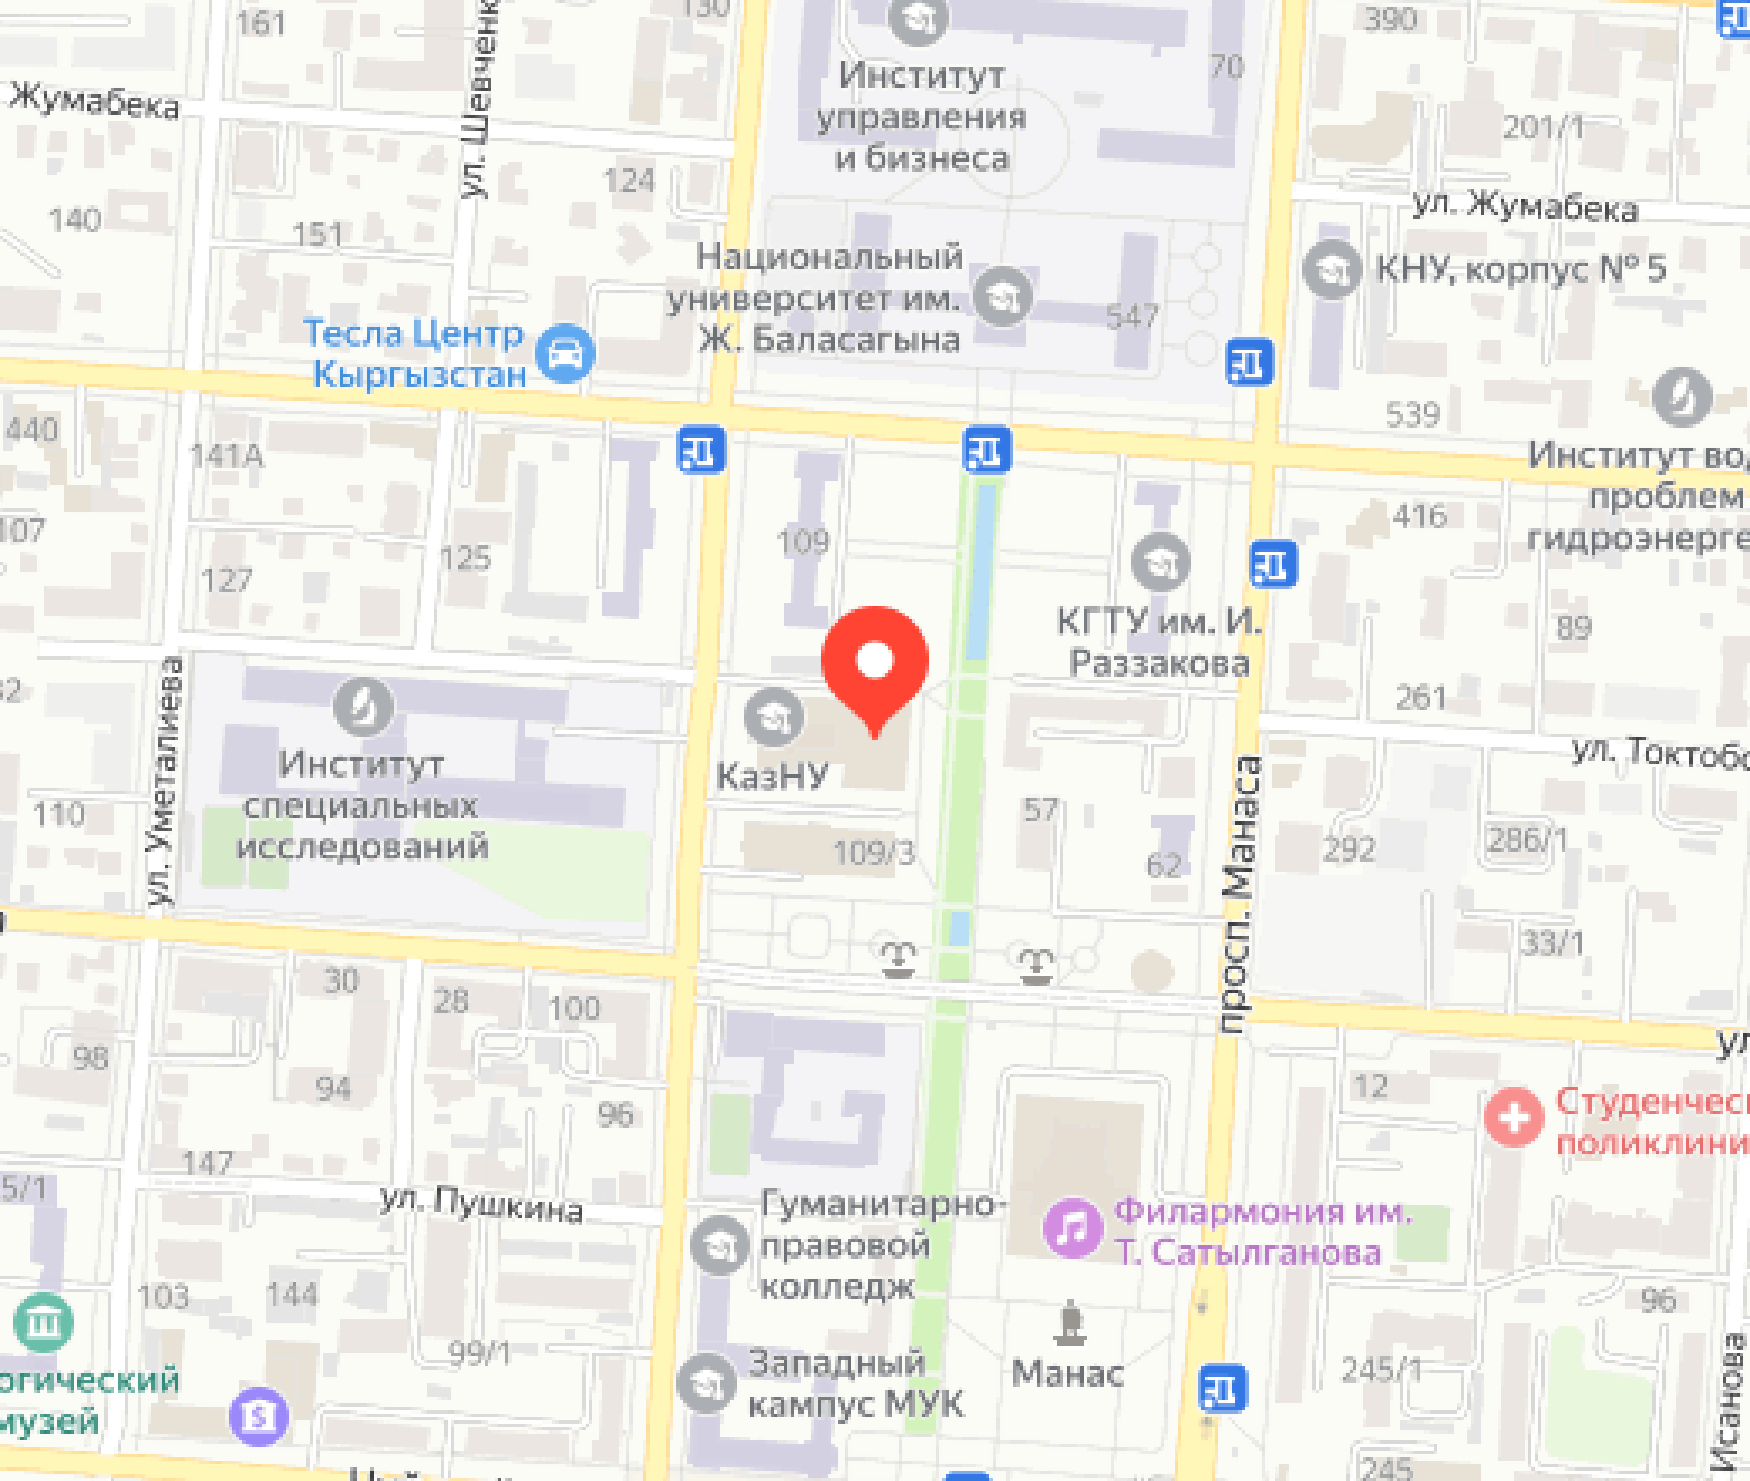 161
130
390
Жумабека
ул. Шевченк
Институт
управления
и бизнеса
70
201/1
140
151
124
ул. Жумабека
Национальный
университет им.
Ж. Баласагына
547
КНУ, корпус № 5
Тесла Центр
Кыргызстан
440
141А
539
Институт во
проблем
гидроэнерге
107
127
125
109
416
КГТУ им. И.
Раззакова
89
261
ул. Токтоб
КазНУ
Институт
специальных
исследований
ул. Уметалиева
110
109/3
57
62
просп. Манаса
292
286/1
33/1
30
28
100
98
94
96
12
Студенчес
поликлини
147
5/1
ул. Пушкина
Гуманитарно-
правовой
колледж
Филармония им.
Т. Сатылганова
103
144
99/1
Западный
кампус МУК
Манас
245/1
96
Исанова
огический
музей
245